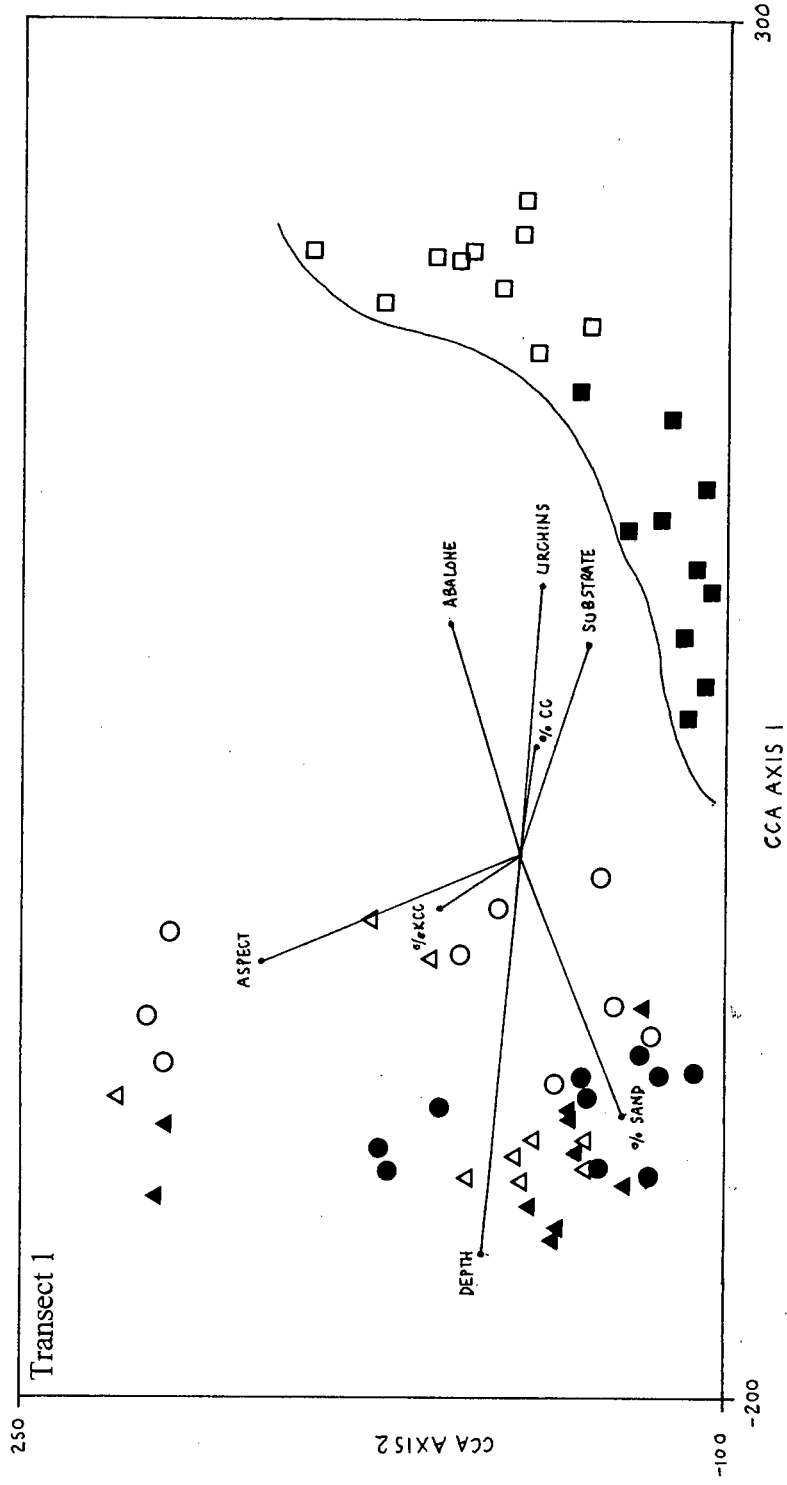 Transect 1
250
CCA AXIS 2
-100
-200
CCA AXIS 1
300
ASPECT
% KCC
ABALONE
URCHINS
SUBSTRATE
% CC
DEPTH
% SAND